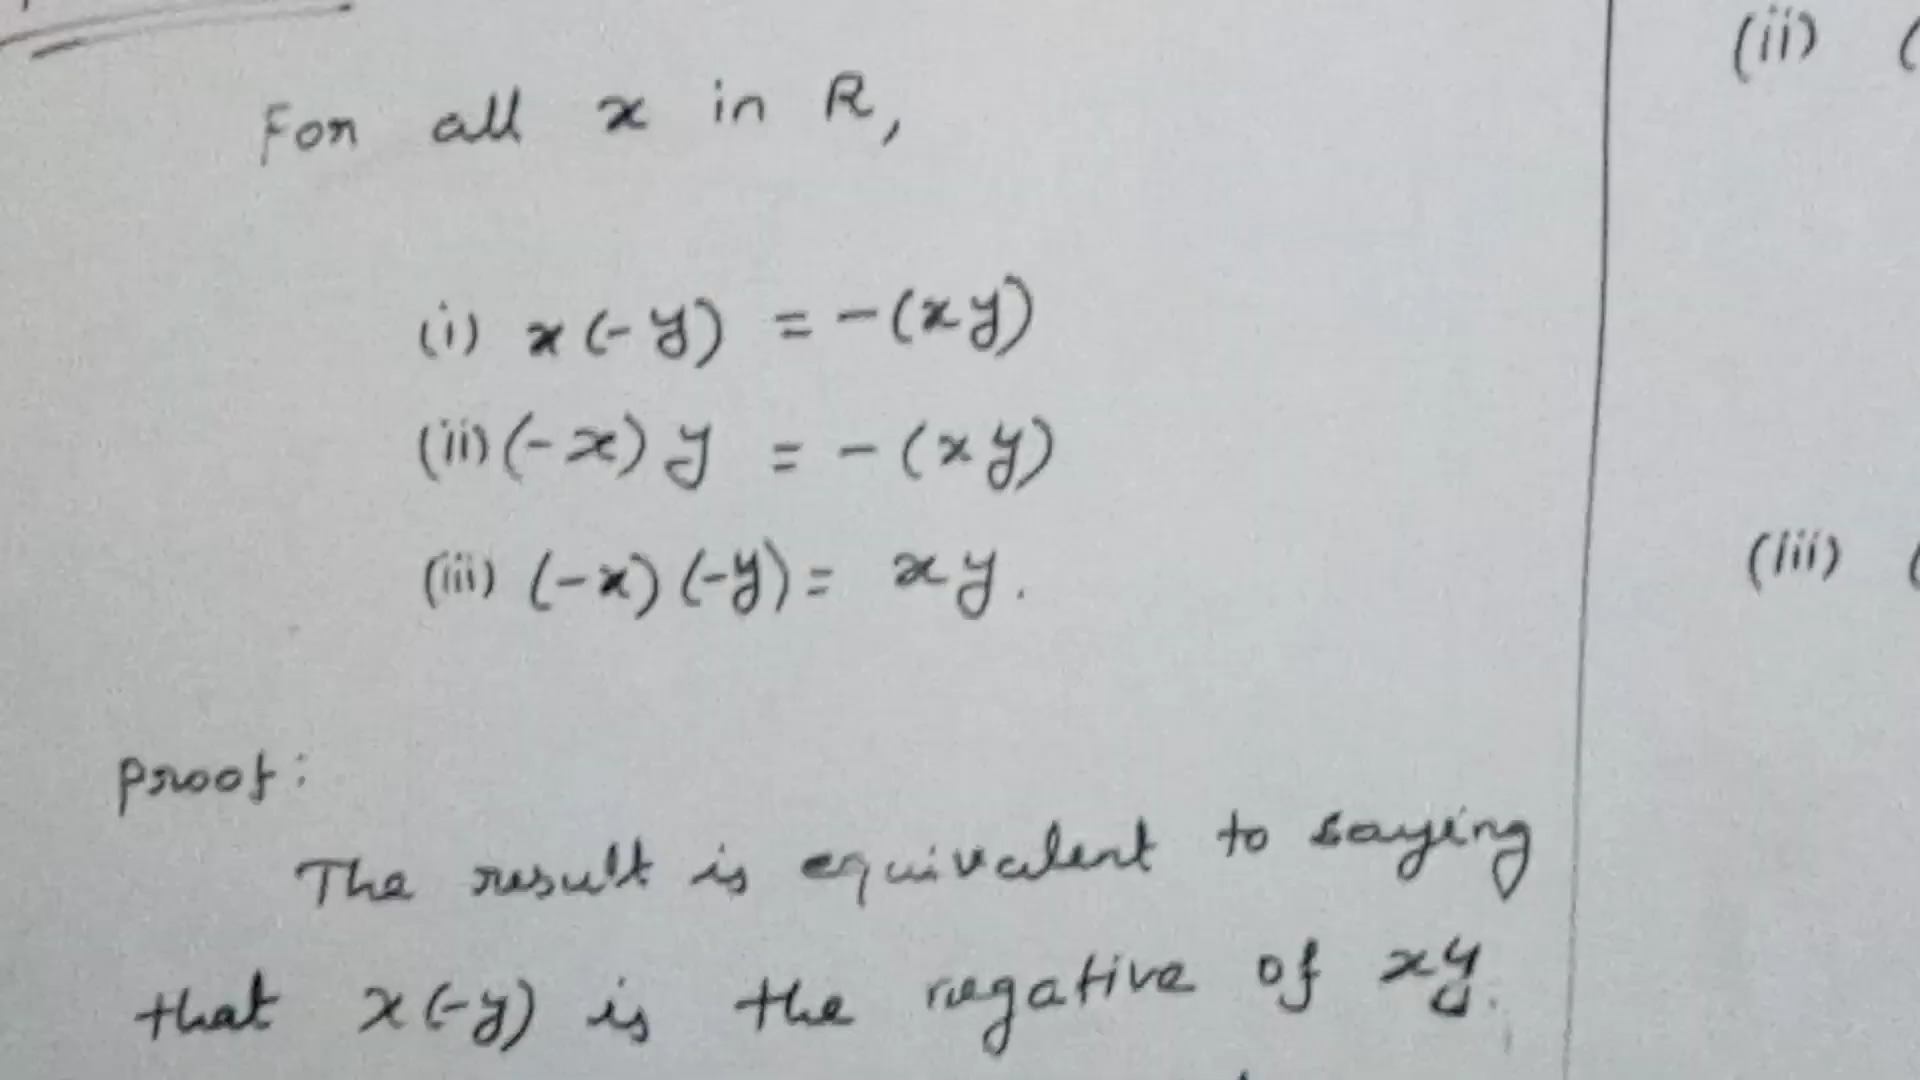 For all x in R,
(i) x(-y) = -(xy)
(ii) (-x) y = - (xy)
(iii) (-x) (-y) = xy.
Proof:
The result is equivalent to saying
that x(-y) is the negative of xy.
(ii) (
(iii) (